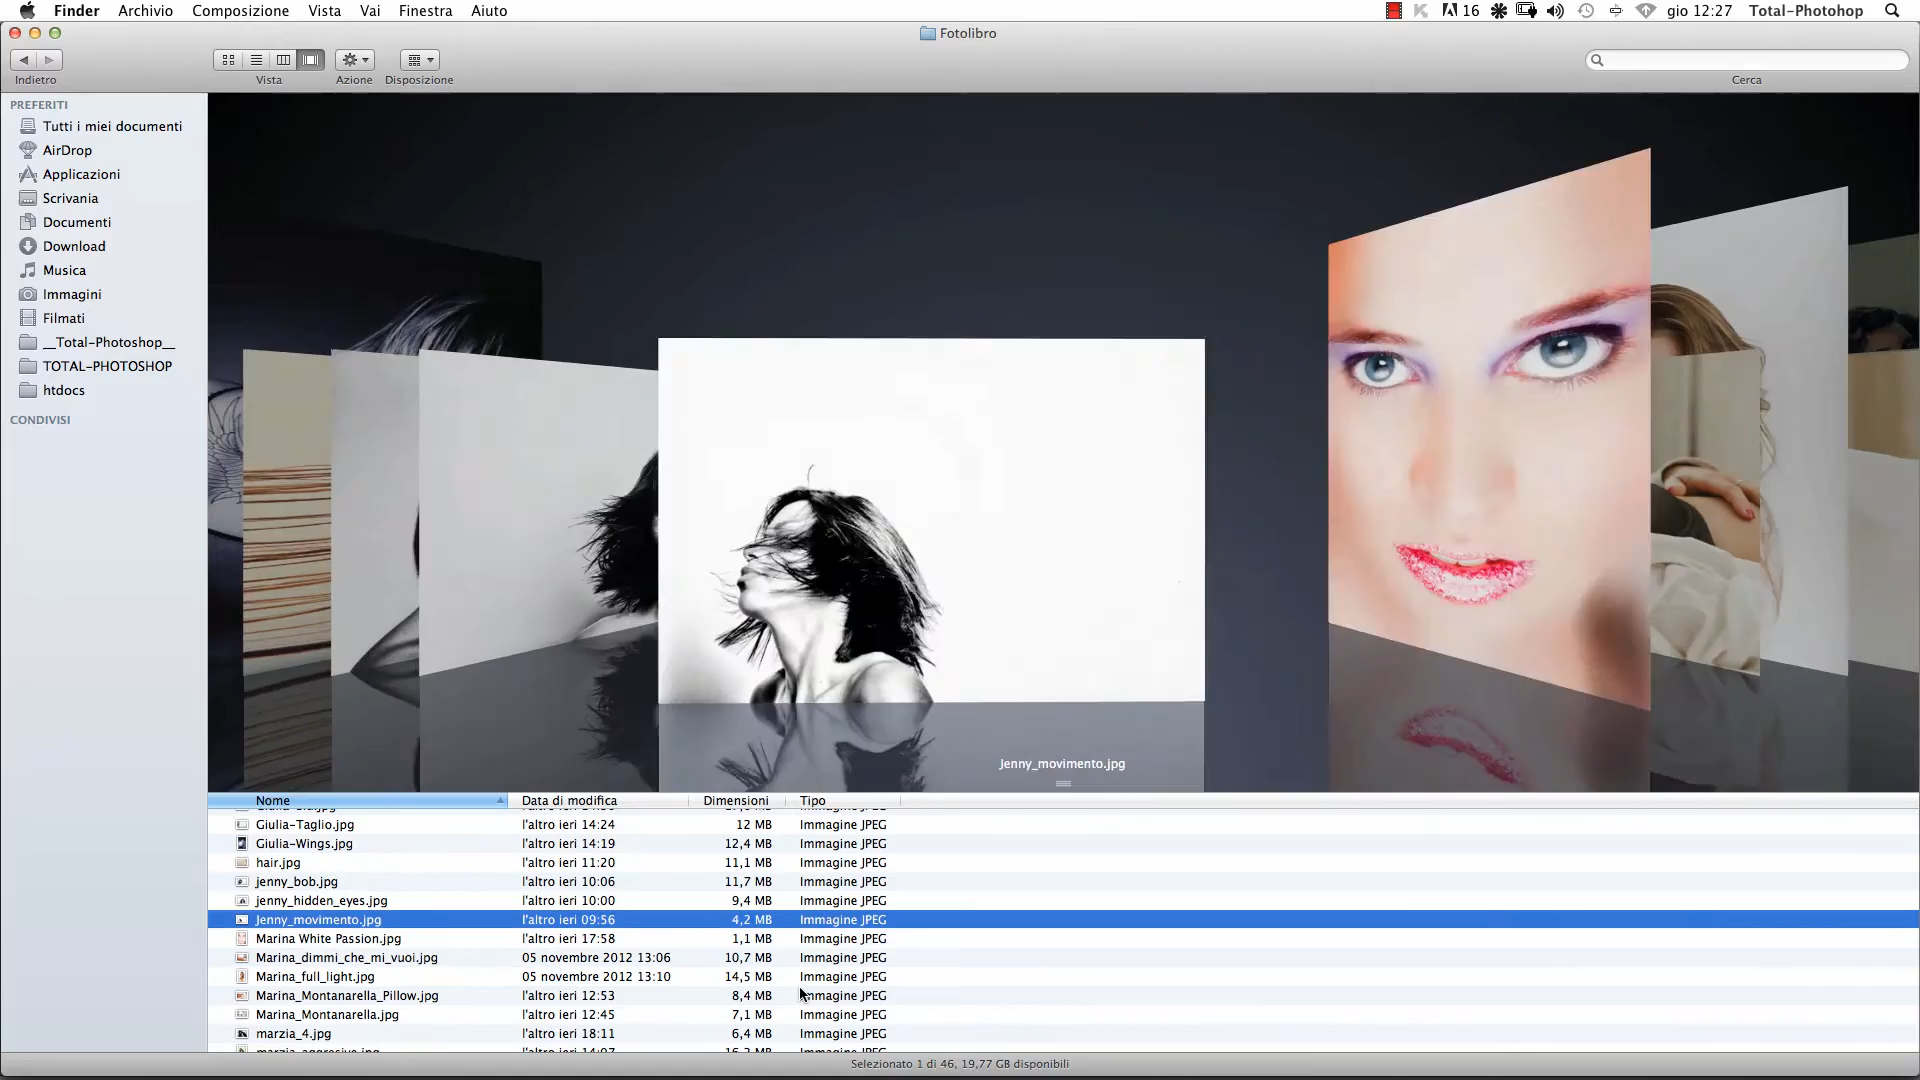 Finder Archivio Composizione Vista Vai Finestra Aiuto 16 gio 12:27 Total-Photohop
Fotolibro
Indietro Vista Azione Disposizione Cerca
PREFERITI
Tutti i miei documenti
AirDrop
Applicazioni
Scrivania
Documenti
Download
Musica
Immagini
Filmati
__Total-Photoshop__
TOTAL-PHOTOSHOP
htdocs
CONDIVISI
Jenny_movimento.jpg
Nome Data di modifica Dimensioni Tipo
Giulia-Taglio.jpg l'altro ieri 14:24 12 MB Immagine JPEG
Giulia-Wings.jpg l'altro ieri 14:19 12,4 MB Immagine JPEG
hair.jpg l'altro ieri 11:20 11,1 MB Immagine JPEG
jenny_bob.jpg l'altro ieri 10:06 11,7 MB Immagine JPEG
jenny_hidden_eyes.jpg l'altro ieri 10:00 9,4 MB Immagine JPEG
Jenny_movimento.jpg l'altro ieri 09:56 4,2 MB Immagine JPEG
Marina White Passion.jpg l'altro ieri 17:58 1,1 MB Immagine JPEG
Marina_dimmi_che_mi_vuoi.jpg 05 novembre 2012 13:06 10,7 MB Immagine JPEG
Marina_full_light.jpg 05 novembre 2012 13:10 14,5 MB Immagine JPEG
Marina_Montanarella_Pillow.jpg l'altro ieri 12:53 8,4 MB Immagine JPEG
Marina_Montanarella.jpg l'altro ieri 12:45 7,1 MB Immagine JPEG
marzia_4.jpg l'altro ieri 18:11 6,4 MB Immagine JPEG
Selezionato 1 di 46, 19,77 GB disponibili